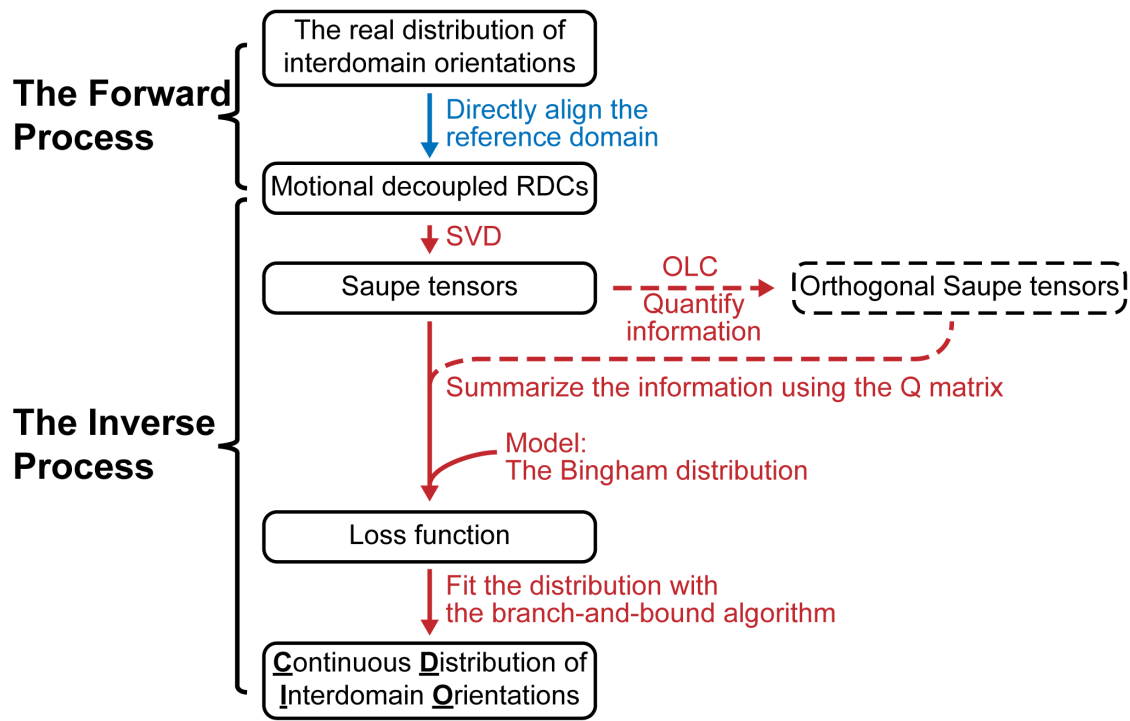 The real distribution of
interdomain orientations
The Forward
Process
Directly align the
reference domain
Motional decoupled RDCs
SVD
Saupe tensors
OLC
Quantify
information
Orthogonal Saupe tensors
Summarize the information using the Q matrix
The Inverse
Process
Model:
The Bingham distribution
Loss function
Fit the distribution with
the branch-and-bound algorithm
Continuous Distribution of
Interdomain Orientations